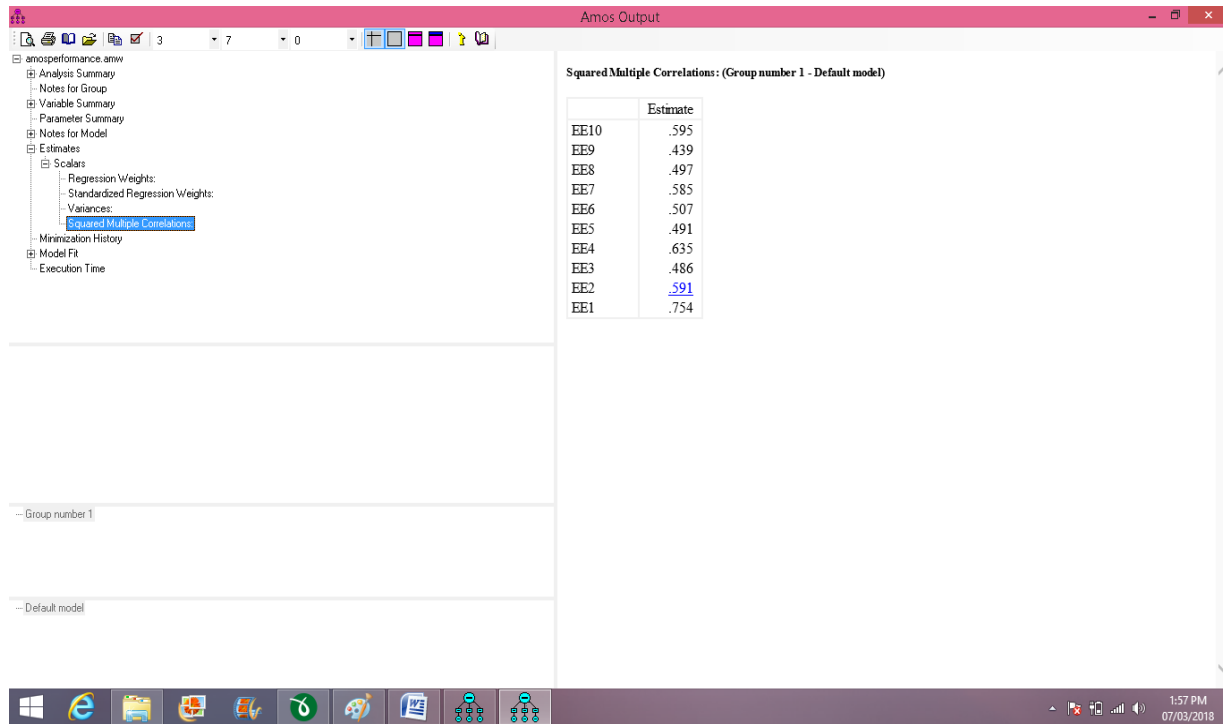 Amos Output
3 7 0
amosperformance.amw
Analysis Summary
Notes for Group
Variable Summary
Parameter Summary
Notes for Model
Estimates
Scalars
Regression Weights:
Standardized Regression Weights:
Variances:
Squared Multiple Correlations:
Minimization History
Model Fit
Execution Time
Group number 1
Default model
Squared Multiple Correlations: (Group number 1 - Default model)
Estimate
EE10 .595
EE9 .439
EE8 .497
EE7 .585
EE6 .507
EE5 .491
EE4 .635
EE3 .486
EE2 .591
EE1 .754
1:57 PM
07/03/2018